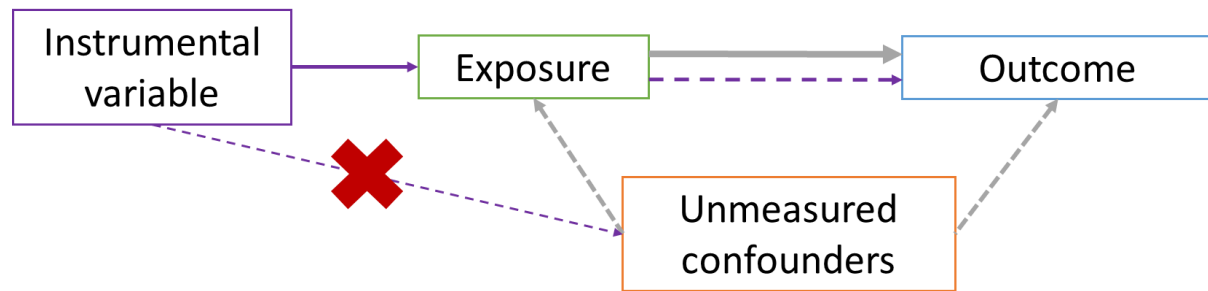 Instrumental
variable
Exposure
Outcome
Unmeasured
confounders